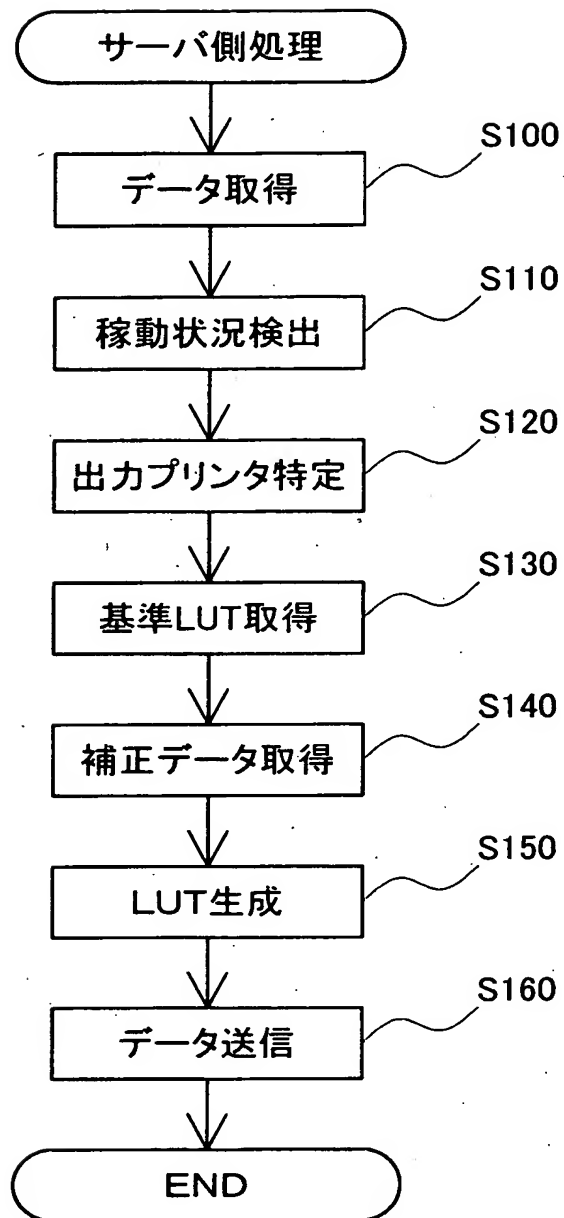 サーバ側処理
S100
データ取得
S110
稼動状況検出
S120
出力プリンタ特定
S130
基準LUT取得
S140
補正データ取得
S150
LUT生成
S160
データ送信
END